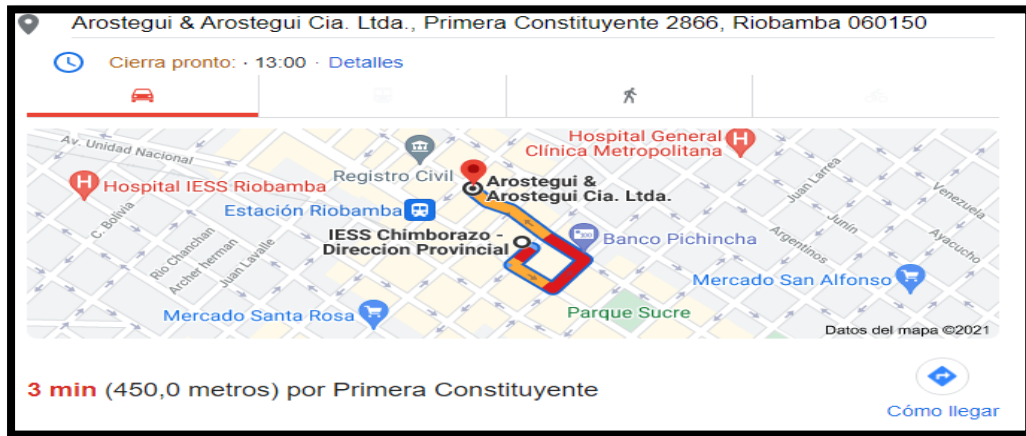 Arostegui & Arostegui Cia. Ltda., Primera Constituyente 2866, Riobamba 060150
Cierra pronto: · 13:00 · Detalles
Av. Unidad Nacional
Hospital General
Clínica Metropolitana
Registro Civil
Juan Larrea
Hospital IESS Riobamba
Arostegui &
Arostegui Cia. Ltda.
Venezuela
C. Bolivia
Estación Riobamba
Junin
IESS Chimborazo -
Direccion Provincial
Banco Pichincha
Argentinos
Ayacucho
Rio Chanchan
Archer herman
Juan Lavalle
Mercado San Alfonso
Mercado Santa Rosa
Parque Sucre
Datos del mapa ©2021
3 min (450,0 metros) por Primera Constituyente
Cómo llegar